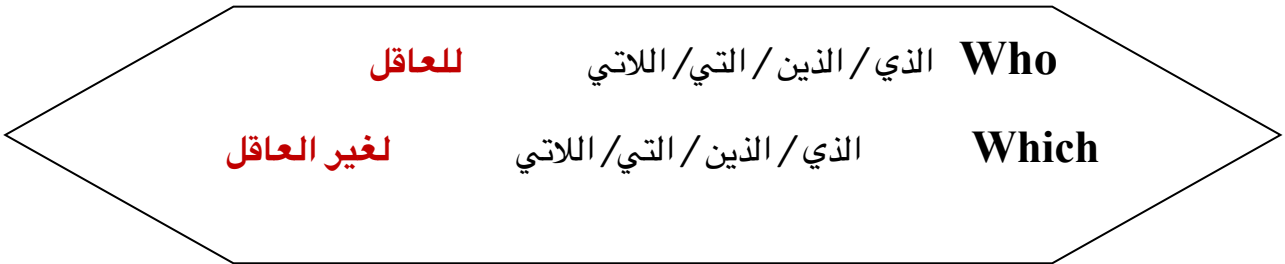 Who الذي / الذين / التي/ اللاتي للعاقل
Which الذي / الذين / التي/ اللاتي لغير العاقل